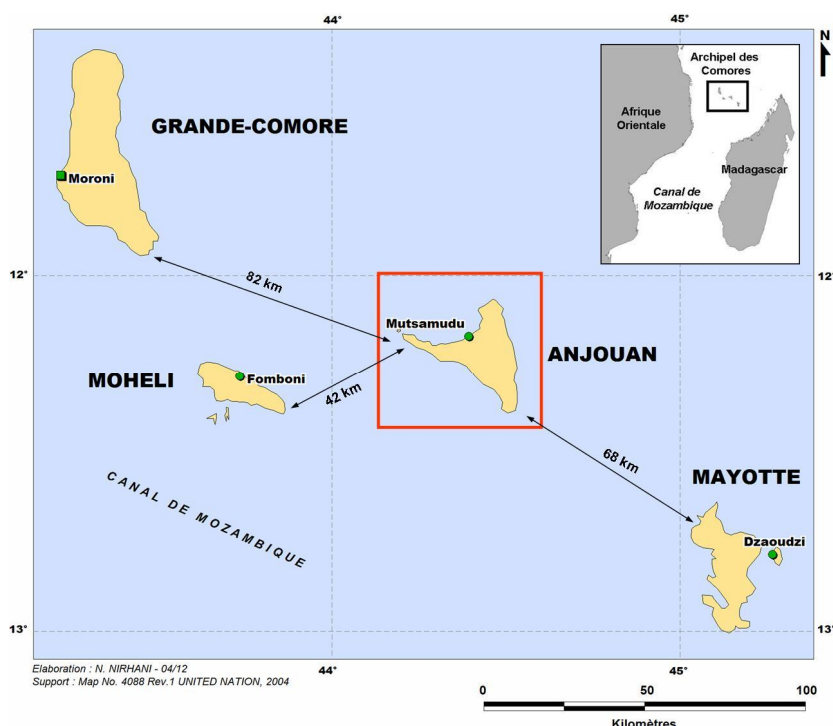 44°
45°
N
Archipel des
Comores
Afrique
Orientale
Madagascar
Canal de
Mozambique
GRANDE-COMORE
Moroni
12°
12°
82 km
Mutsamudu
ANJOUAN
MOHELI
Fomboni
42 km
68 km
CANAL DE MOZAMBIQUE
MAYOTTE
Dzaoudzi
13°
13°
44°
45°
Elaboration : N. NIRHANI - 04/12
Support : Map No. 4088 Rev.1 UNITED NATION, 2004
0 50 100
Kilomètres